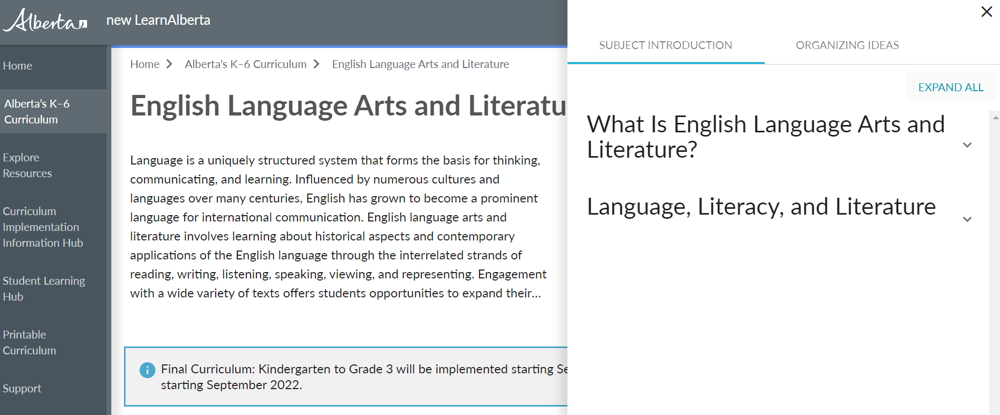 Alberta
new LearnAlberta
Home
Alberta's K–6
Curriculum
Explore
Resources
Curriculum
Implementation
Information Hub
Student Learning
Hub
Printable
Curriculum
Support
Home
Alberta's K–6 Curriculum
English Language Arts and Literature
English Language Arts and Literatu
Language is a uniquely structured system that forms the basis for thinking,
communicating, and learning. Influenced by numerous cultures and
languages over many centuries, English has grown to become a prominent
language for international communication. English language arts and
literature involves learning about historical aspects and contemporary
applications of the English language through the interrelated strands of
reading, writing, listening, speaking, viewing, and representing. Engagement
with a wide variety of texts offers students opportunities to expand their...
Final Curriculum: Kindergarten to Grade 3 will be implemented starting Se
starting September 2022.
SUBJECT INTRODUCTION
ORGANIZING IDEAS
EXPAND ALL
What Is English Language Arts and
Literature?
Language, Literacy, and Literature